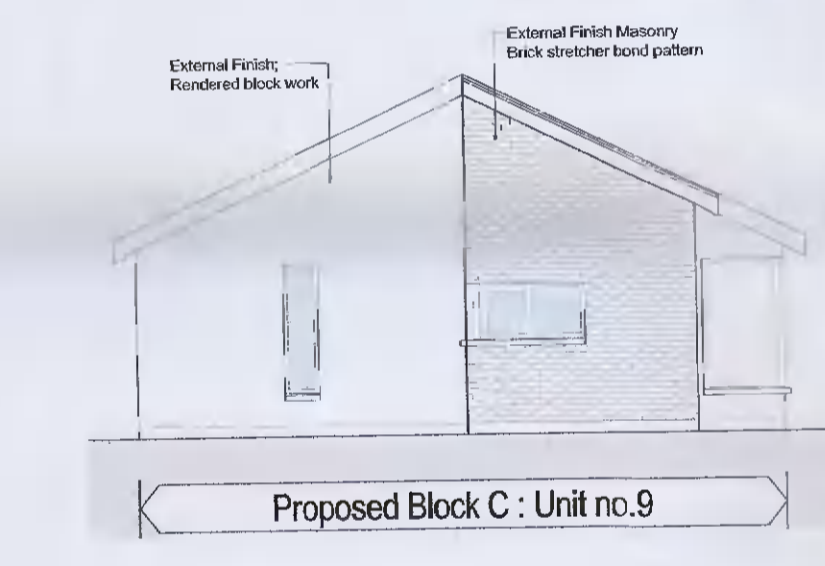 External Finish;
Rendered block work
External Finish Masonry
Brick stretcher bond pattern
Proposed Block C : Unit no.9